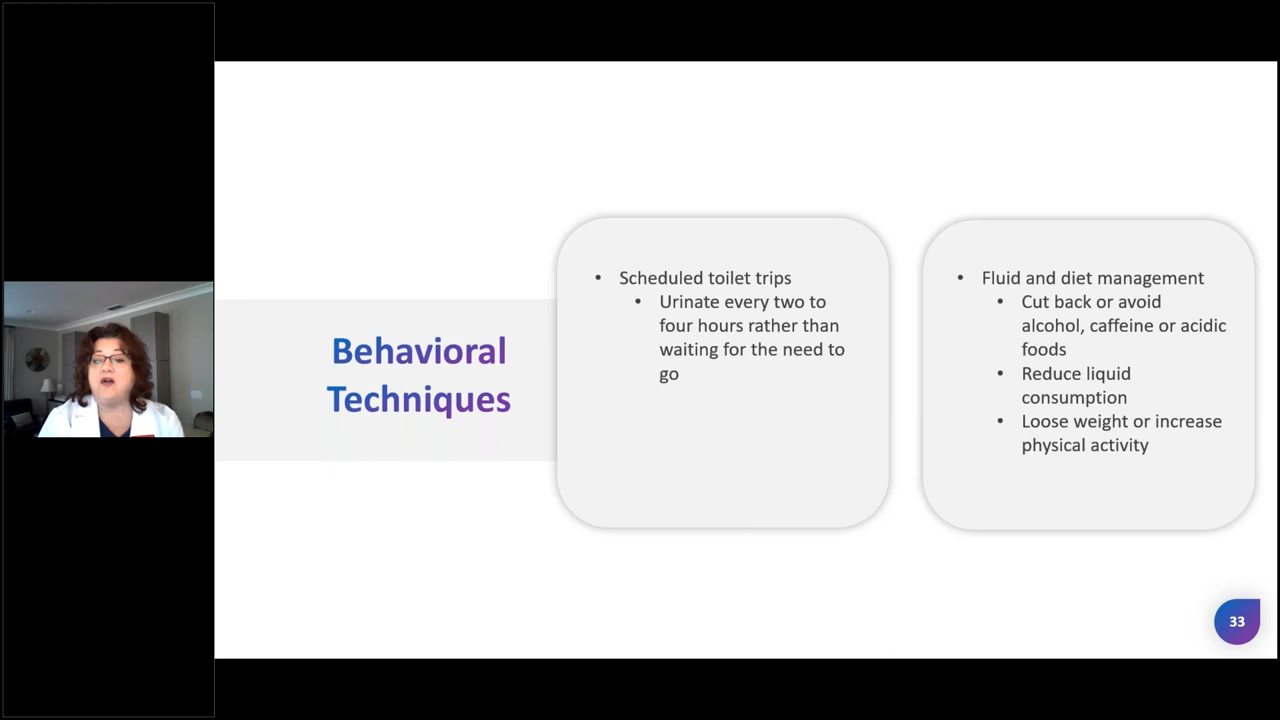 Behavioral
Techniques
• Scheduled toilet trips
• Urinate every two to
four hours rather than
waiting for the need to
go
• Fluid and diet management
• Cut back or avoid
alcohol, caffeine or acidic
foods
• Reduce liquid
consumption
• Loose weight or increase
physical activity
33